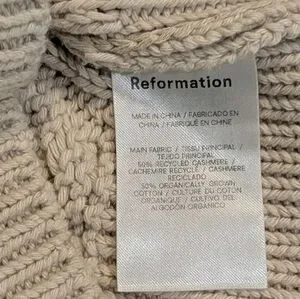 Reformation
MADE IN CHINA / FABRICADO EN
CHINA / FABRIQUÉ EN CHINE
MAIN FABRIC / TISSU PRINCIPAL /
TEJIDO PRINCIPAL
50% RECYCLED CASHMERE /
CACHEMIRE RECYCLÉ / CASHMERE
RECICLADO
50% ORGANICALLY GROWN
COTTON / CULTURE DU COTON
ORGANIQUE / CULTIVO DEL
ALGODÓN ORGÁNICO